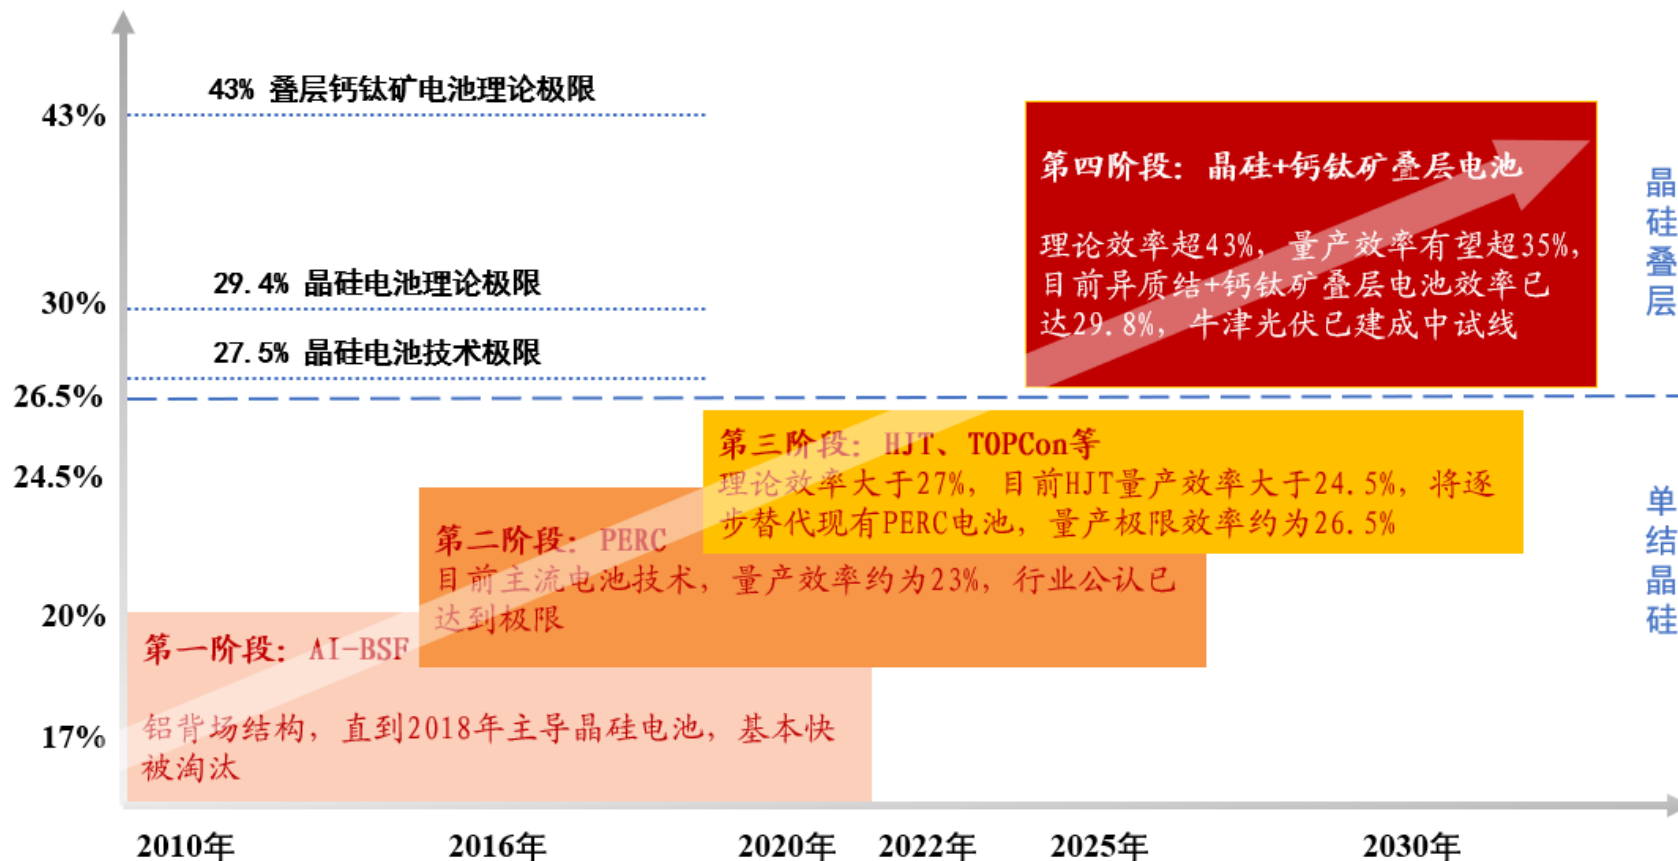 43% 叠层钙钛矿电池理论极限
43%
第四阶段：晶硅+钙钛矿叠层电池
理论效率超43%，量产效率有望超35%，
目前异质结+钙钛矿叠层电池效率已
达29.8%，牛津光伏已建成中试线
晶硅叠层
29.4% 晶硅电池理论极限
30%
27.5% 晶硅电池技术极限
26.5%
第三阶段：HJT、TOPCon等
理论效率大于27%，目前HJT量产效率大于24.5%，将逐
步替代现有PERC电池，量产极限效率约为26.5%
24.5%
单结晶硅
第二阶段：PERC
目前主流电池技术，量产效率约为23%，行业公认已
达到极限
20%
第一阶段：AI-BSF
铝背场结构，直到2018年主导晶硅电池，基本快
被淘汰
17%
2010年 2016年 2020年 2022年 2025年 2030年